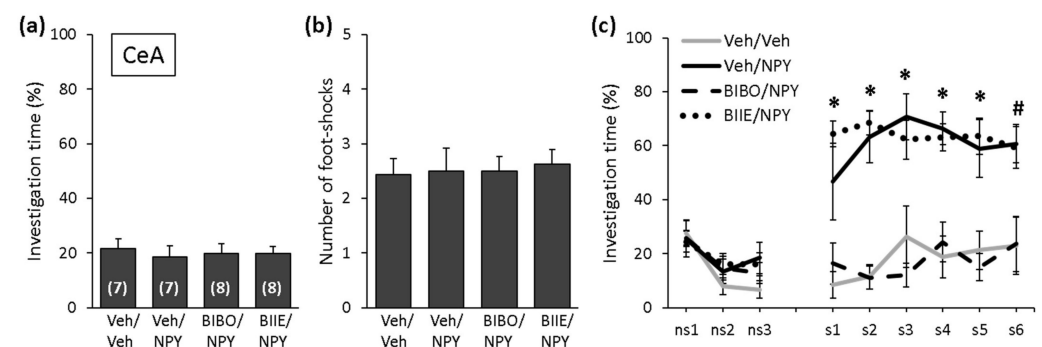 (a)
CeA
Investigation time (%)
100
80
60
40
20
0
(7)
(7)
(8)
(8)
Veh/
Veh
Veh/
NPY
BIBO/
NPY
BIIE/
NPY
(b)
Number of foot-shocks
5
4
3
2
1
0
Veh/
Veh
Veh/
NPY
BIBO/
NPY
BIIE/
NPY
(c)
Investigation time (%)
100
80
60
40
20
0
Veh/Veh
Veh/NPY
BIBO/NPY
BIIE/NPY
* * * * * #
ns1 ns2 ns3 s1 s2 s3 s4 s5 s6